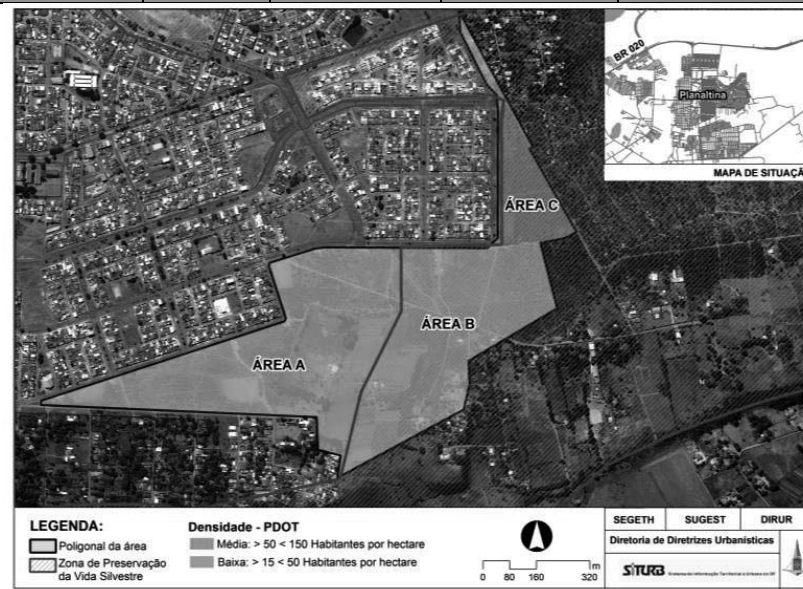 BR 020
Planaltina
MAPA DE SITUAÇÃ
ÁREA C
ÁREA B
ÁREA A
LEGENDA:
Poligonal da área
Zona de Preservação
da Vida Silvestre
Densidade - PDOT
Média: > 50 < 150 Habitantes por hectare
Baixa: > 15 < 50 Habitantes por hectare
0 80 160 320
m
SEGETH SUGEST DIRUR
Diretoria de Diretrizes Urbanísticas
SITURB